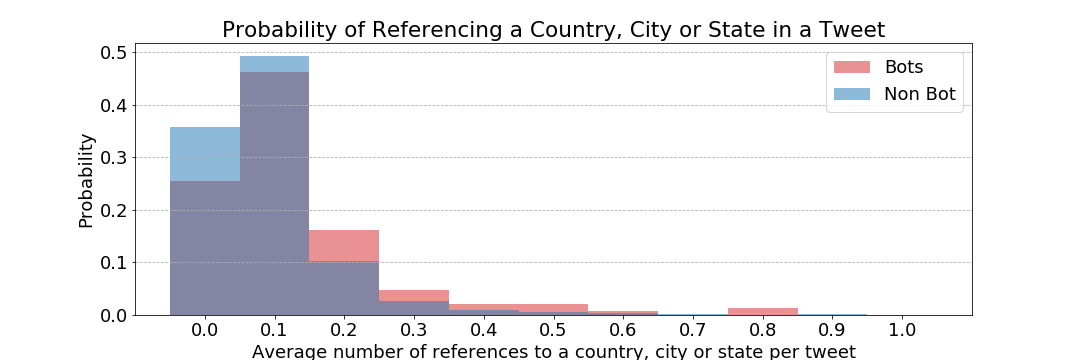 Probability of Referencing a Country, City or State in a Tweet
Probability
0.5
0.4
0.3
0.2
0.1
0.0
Bots
Non Bot
0.0 0.1 0.2 0.3 0.4 0.5 0.6 0.7 0.8 0.9 1.0
Average number of references to a country, city or state per tweet